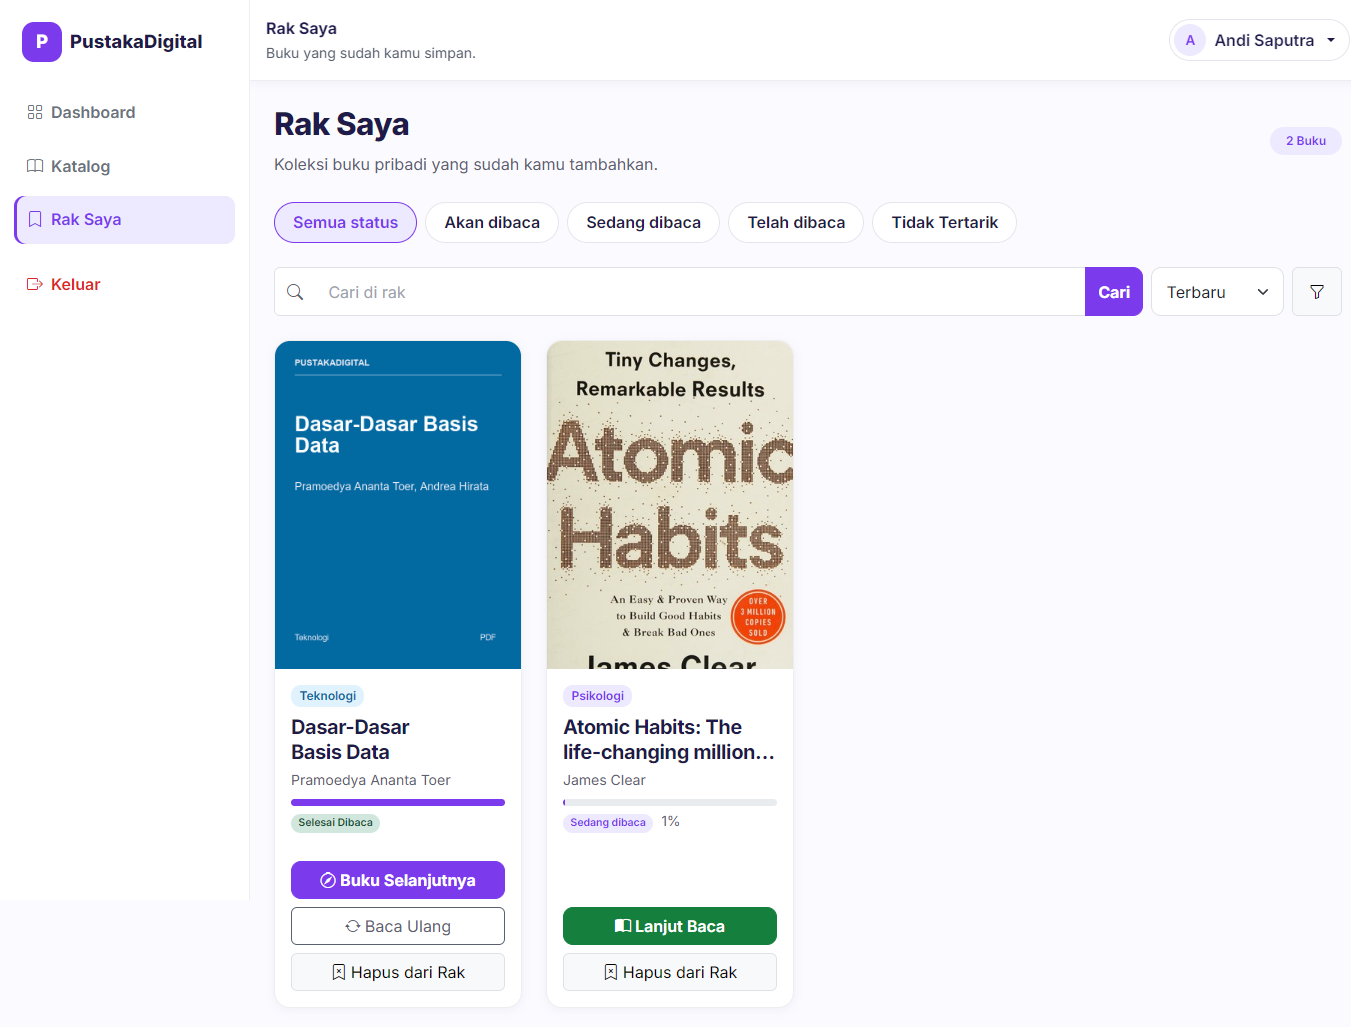 P PustakaDigital
Dashboard
Katalog
Rak Saya
Keluar
Rak Saya
Buku yang sudah kamu simpan.
A Andi Saputra
Rak Saya
Koleksi buku pribadi yang sudah kamu tambahkan.
2 Buku
Semua status
Akan dibaca
Sedang dibaca
Telah dibaca
Tidak Tertarik
Cari di rak
Cari
Terbaru
PUSTAKADIGITAL
Dasar-Dasar Basis
Data
Pramoedya Ananta Toer, Andrea Hirata
Teknologi
PDF
Teknologi
Dasar-Dasar
Basis Data
Pramoedya Ananta Toer
Selesai Dibaca
Buku Selanjutnya
Baca Ulang
Hapus dari Rak
Tiny Changes,
Remarkable Results
Atomic
Habits
An Easy & Proven Way
to Build Good Habits
& Break Bad Ones
OVER
3 MILLION
COPIES
SOLD
James Clear
Psikologi
Atomic Habits: The
life-changing million...
James Clear
Sedang dibaca 1%
Lanjut Baca
Hapus dari Rak